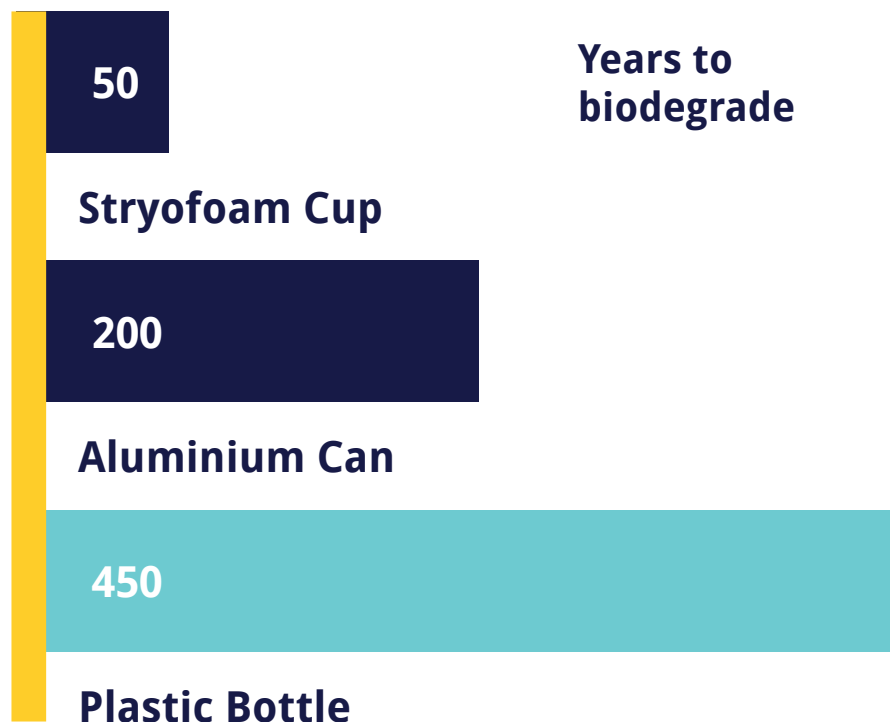 50
Years to
biodegrade
Stryofoam Cup
200
Aluminium Can
450
Plastic Bottle